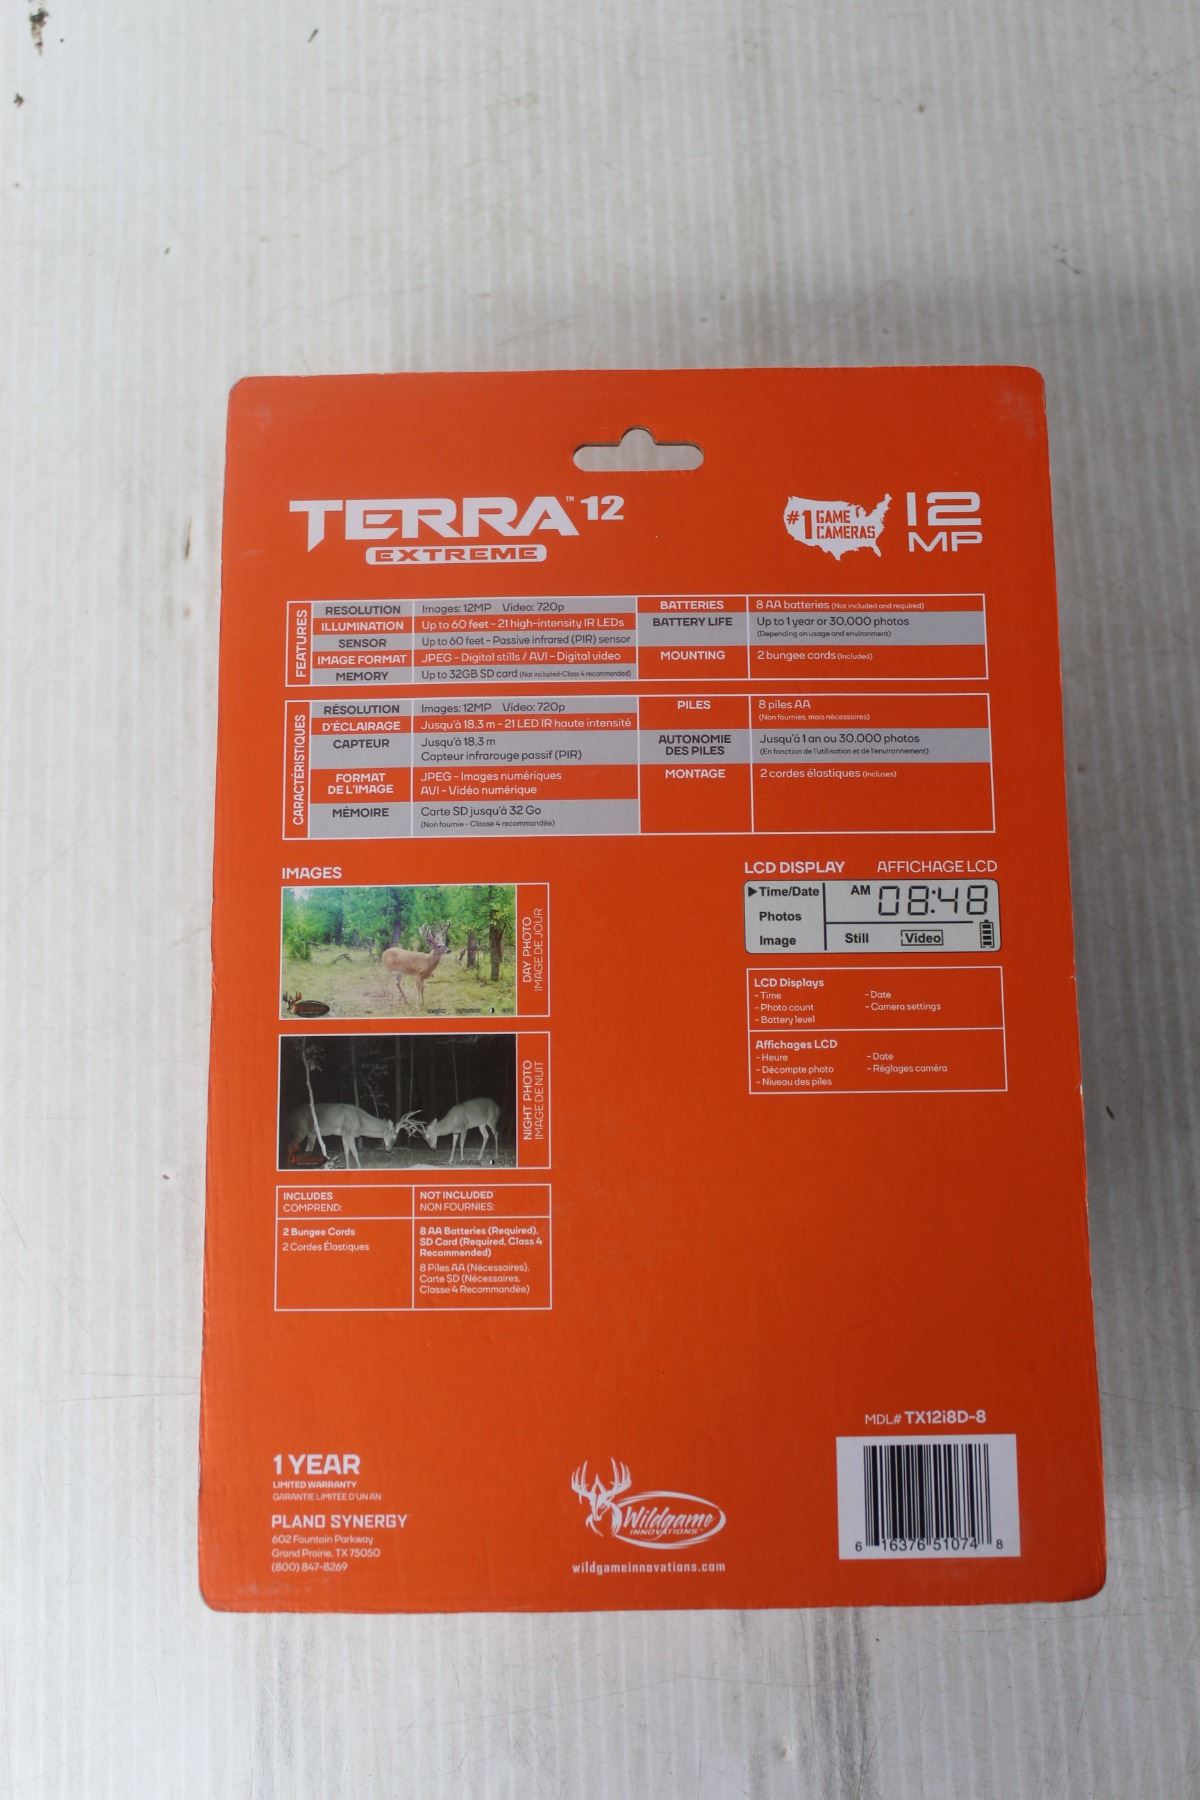 TERRA™ 12
EXTREME
#1 GAME CAMERAS
12 MP
FEATURES
RESOLUTION Images: 12MP Video: 720p
ILLUMINATION Up to 60 feet - 21 high-intensity IR LEDs
SENSOR Up to 60 feet - Passive infrared (PIR) sensor
IMAGE FORMAT JPEG - Digital stills / AVI - Digital video
MEMORY Up to 32GB SD card (Not included-Class 4 recommended)
BATTERIES 8 AA batteries (Not included and required)
BATTERY LIFE Up to 1 year or 30,000 photos
(Depending on usage and environment)
MOUNTING 2 bungee cords (Included)
CARACTÉRISTIQUES
RÉSOLUTION Images: 12MP Video: 720p
D'ÉCLAIRAGE Jusqu'à 18.3 m - 21 LED IR haute intensité
CAPTEUR Jusqu'à 18.3 m
Capteur infrarouge passif (PIR)
FORMAT DE L'IMAGE JPEG - Images numériques
AVI - Vidéo numérique
MÉMOIRE Carte SD jusqu'à 32 Go
(Non fournie - Classe 4 recommandée)
PILES 8 piles AA
(Non fournies, mais nécessaires)
AUTONOMIE DES PILES Jusqu'à 1 an ou 30,000 photos
(En fonction de l'utilisation et de l'environnement)
MONTAGE 2 cordes élastiques (Incluses)
IMAGES
DAY PHOTO
IMAGE DE JOUR
NIGHT PHOTO
IMAGE DE NUIT
LCD DISPLAY AFFICHAGE LCD
Time/Date AM 08:48
Photos
Image Still Video
LCD Displays
- Time - Date
- Photo count - Camera settings
- Battery level
Affichages LCD
- Heure - Date
- Décompte photo - Réglages caméra
- Niveau des piles
INCLUDES
COMPREND:
2 Bungee Cords
2 Cordes Élastiques
NOT INCLUDED
NON FOURNIES:
8 AA Batteries (Required),
SD Card (Required, Class 4
Recommended)
8 Piles AA (Nécessaires),
Carte SD (Nécessaires,
Classe 4 Recommandée)
1 YEAR
LIMITED WARRANTY
GARANTIE LIMITÉE D'UN AN
PLANO SYNERGY
602 Fountain Parkway
Grand Prairie, TX 75050
(800) 847-8269
Wildgame
INNOVATIONS
wildgameinnovations.com
MDL# TX12i8D-8
6 16376 51074 8